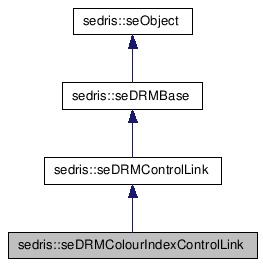 sedris::seObject
sedris::seDRMBase
sedris::seDRMControlLink
sedris::seDRMColourIndexControlLink